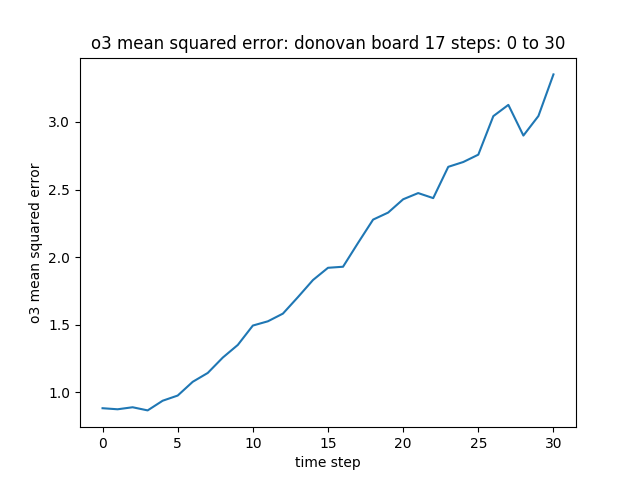 o3 mean squared error: donovan board 17 steps: 0 to 30
o3 mean squared error
3.0
2.5
2.0
1.5
1.0
0 5 10 15 20 25 30
time step